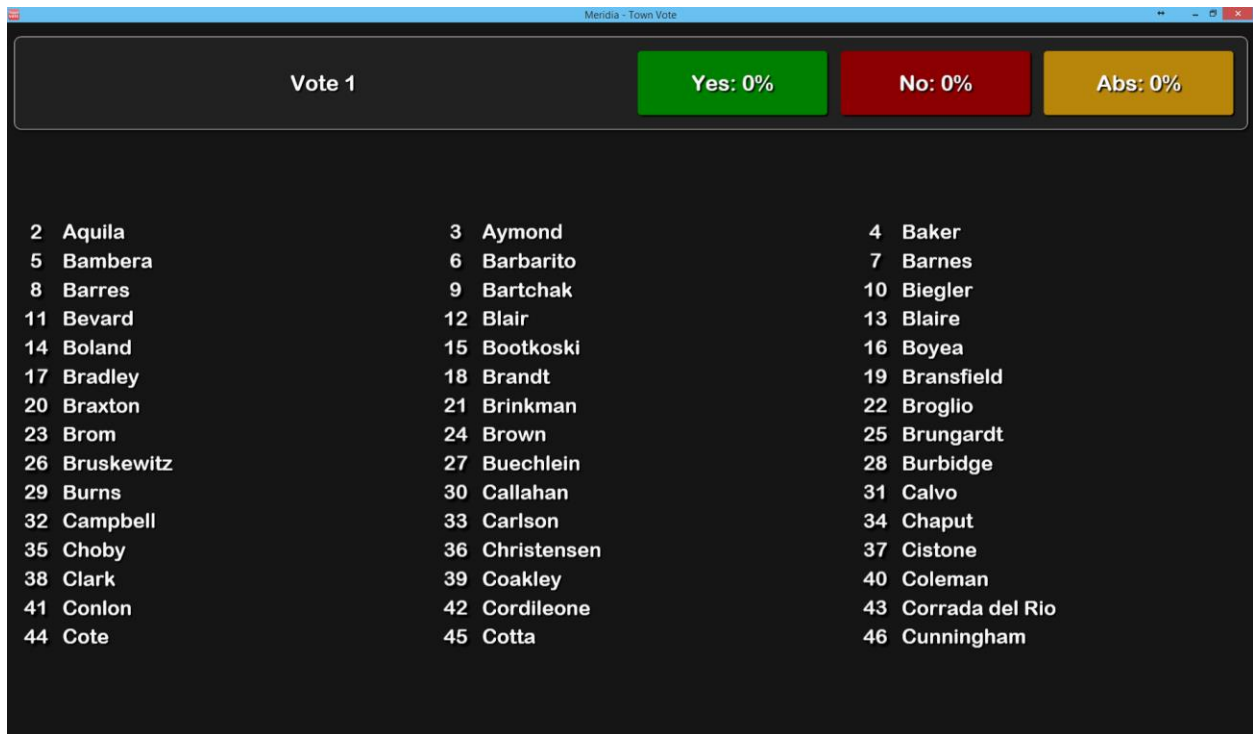 Meridia - Town Vote
Vote 1 Yes: 0% No: 0% Abs: 0%
2 Aquila 3 Aymond 4 Baker
5 Bambera 6 Barbarito 7 Barnes
8 Barres 9 Bartchak 10 Biegler
11 Bevard 12 Blair 13 Blaire
14 Boland 15 Bootkoski 16 Boyea
17 Bradley 18 Brandt 19 Bransfield
20 Braxton 21 Brinkman 22 Broglio
23 Brom 24 Brown 25 Brungardt
26 Bruskewitz 27 Buechlein 28 Burbidge
29 Burns 30 Callahan 31 Calvo
32 Campbell 33 Carlson 34 Chaput
35 Choby 36 Christensen 37 Cistone
38 Clark 39 Coakley 40 Coleman
41 Conlon 42 Cordileone 43 Corrada del Rio
44 Cote 45 Cotta 46 Cunningham